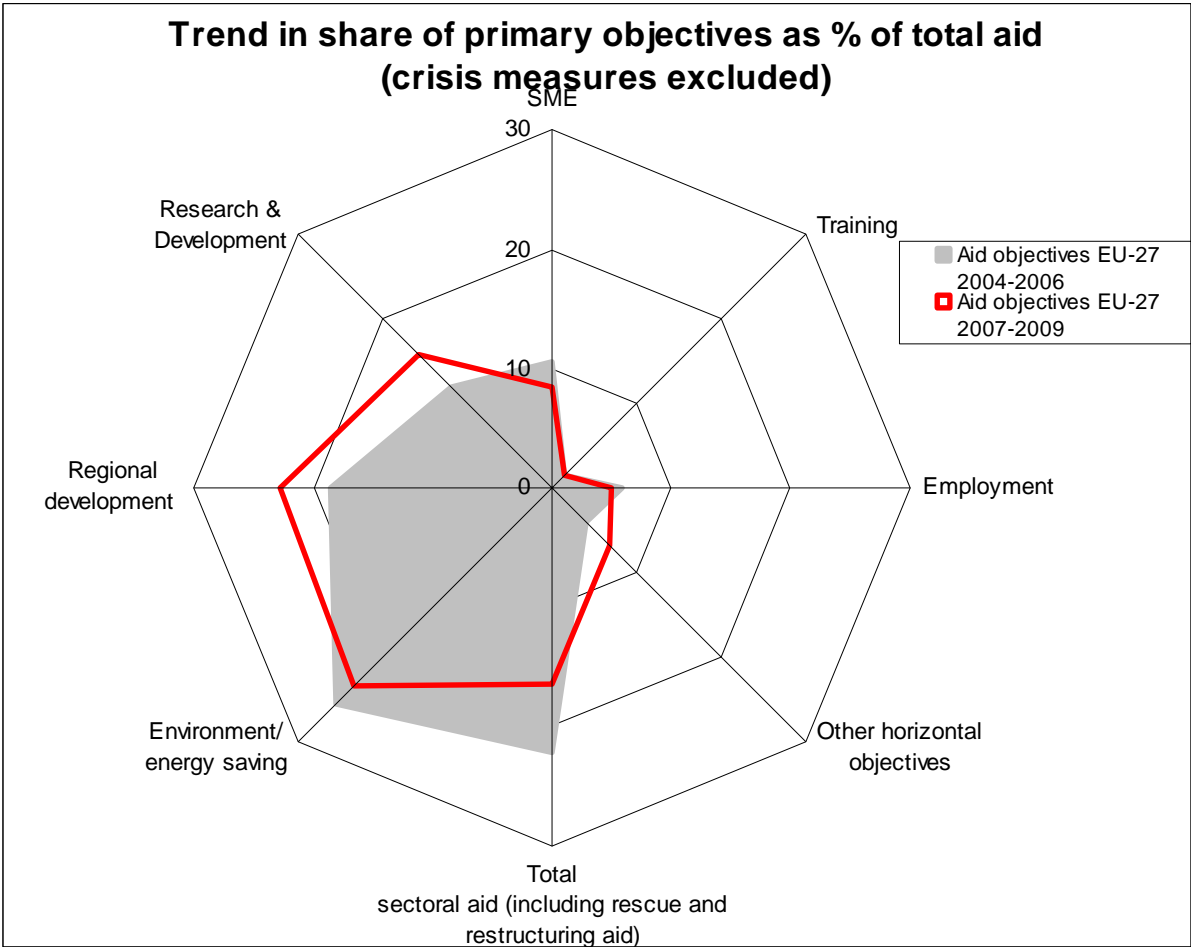 Trend in share of primary objectives as % of total aid
(crisis measures excluded)
SME
30
Research &
Development
Training
20
Aid objectives EU-27
2004-2006
Aid objectives EU-27
2007-2009
10
Regional
development
0
Employment
Environment/
energy saving
Other horizontal
objectives
Total
sectoral aid (including rescue and
restructuring aid)